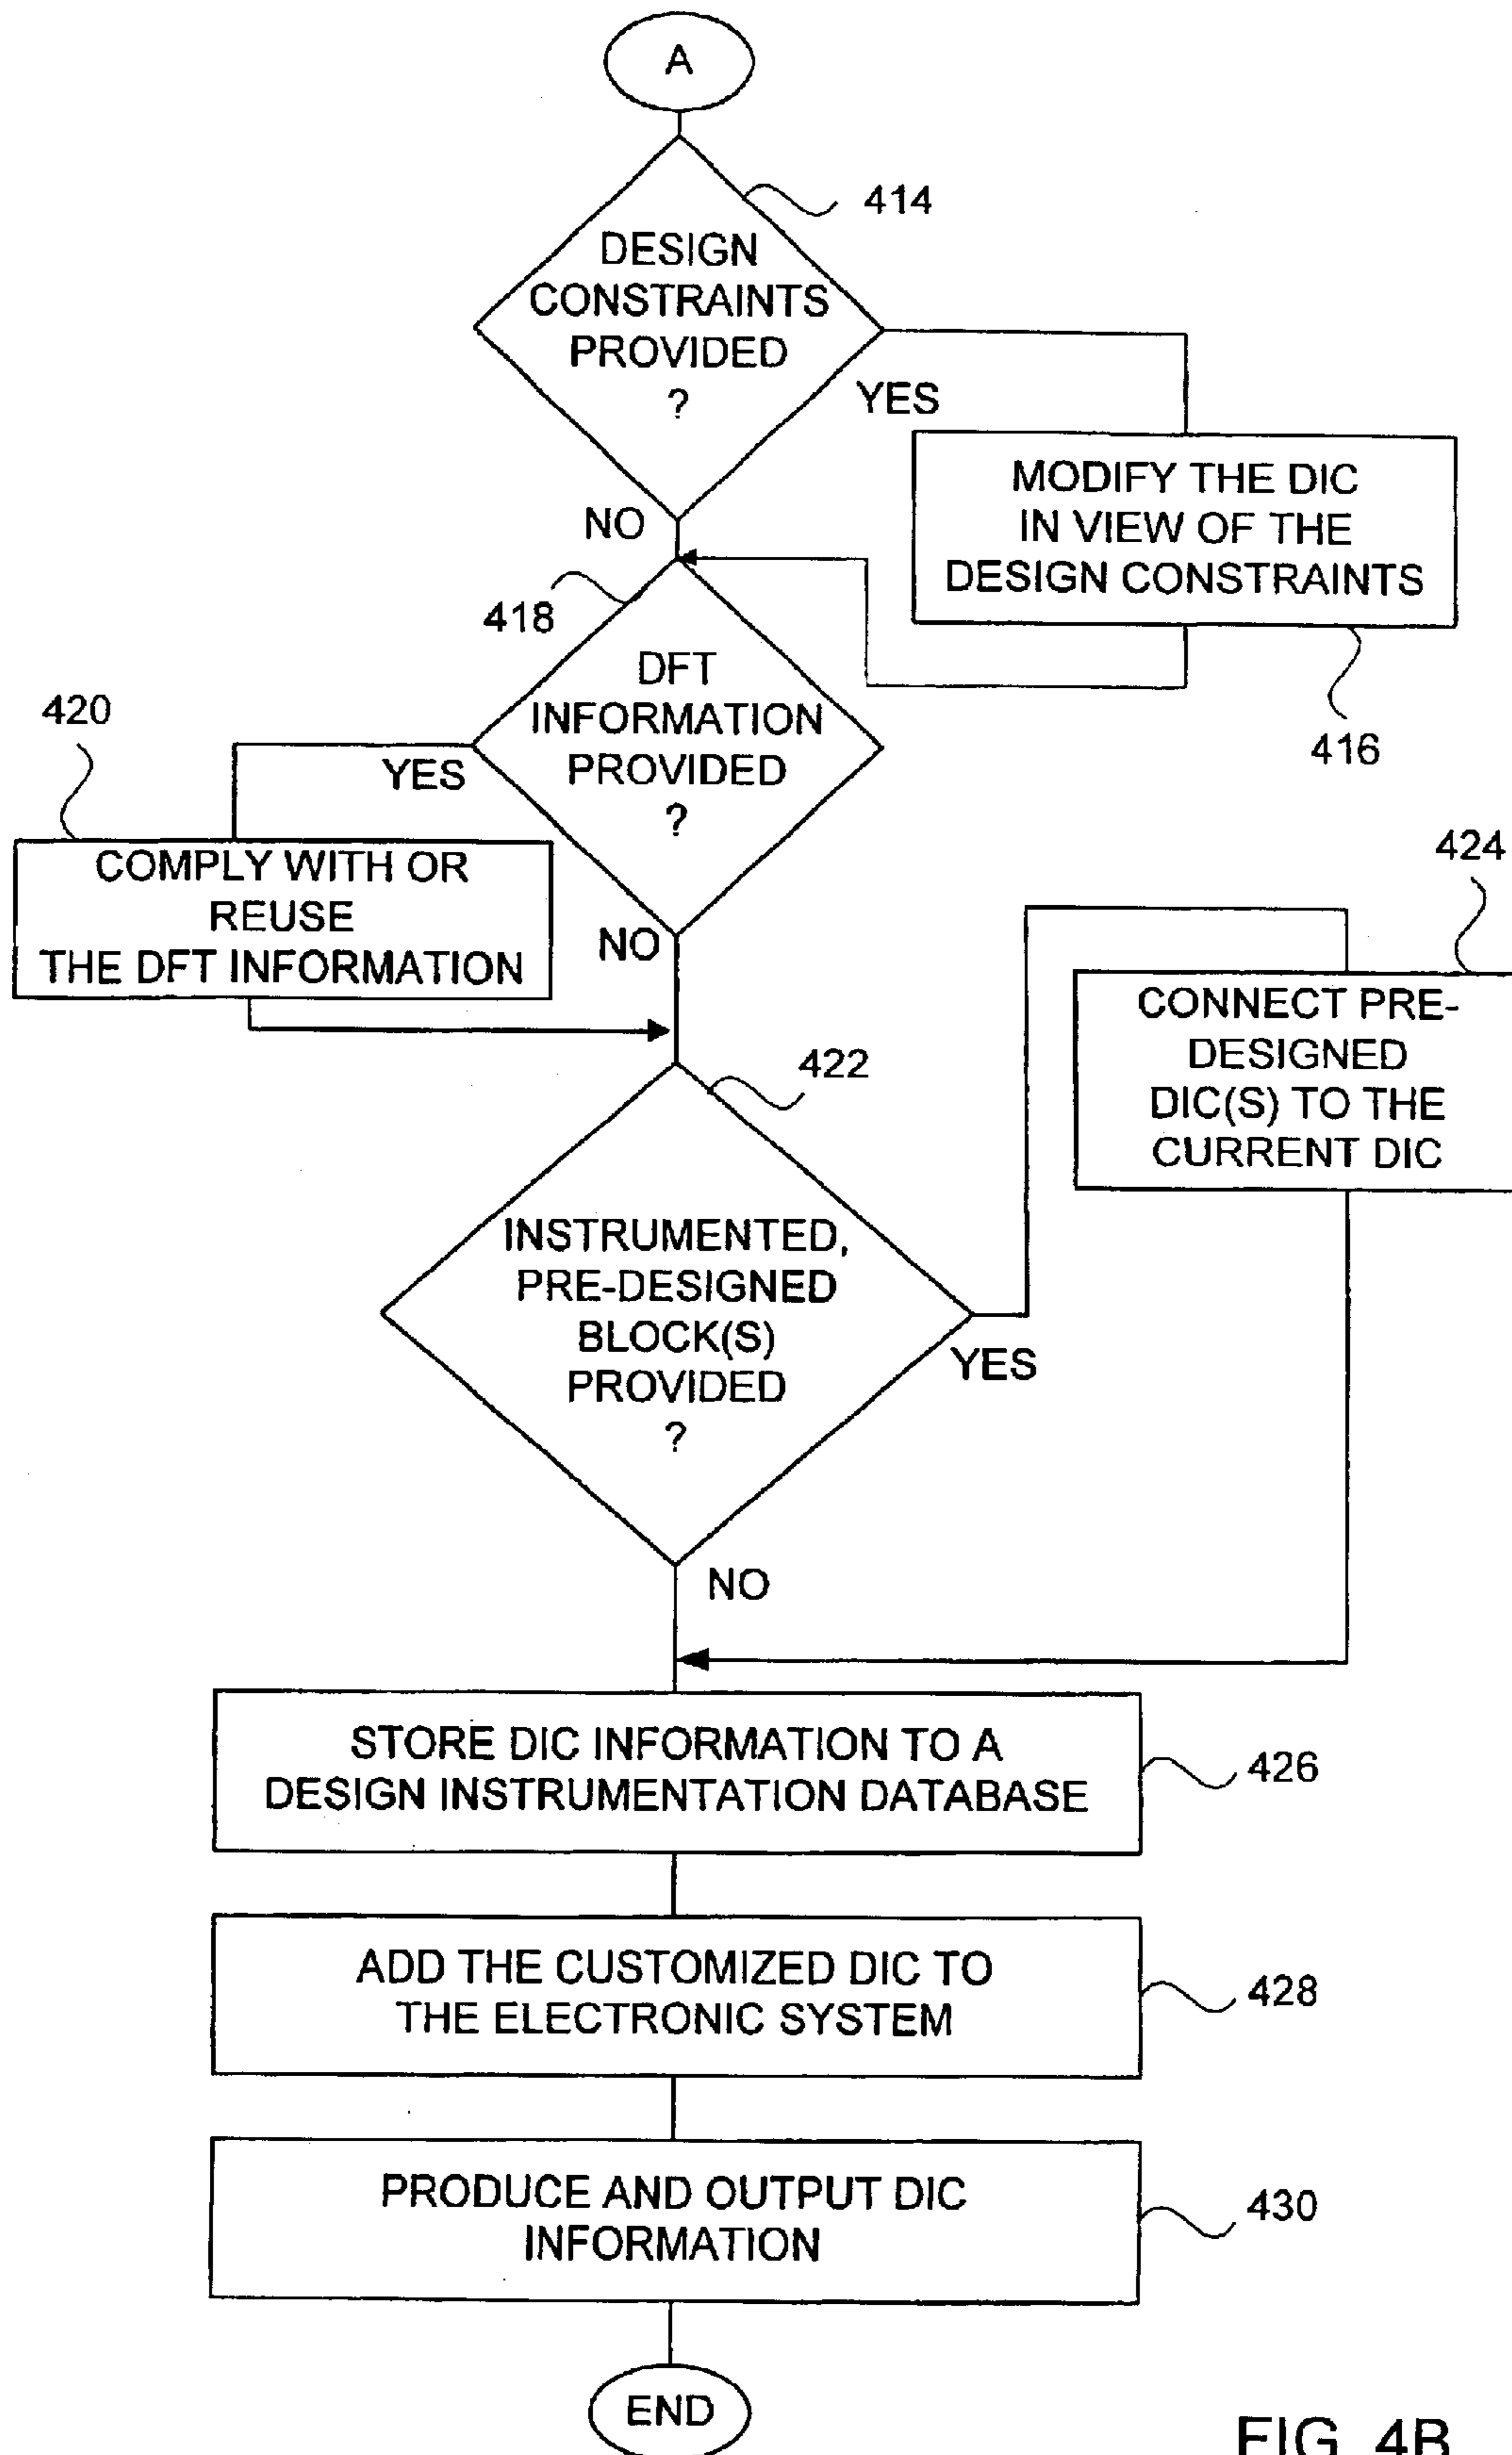 A
414
DESIGN
CONSTRAINTS
PROVIDED
?
YES
NO
MODIFY THE DIC
IN VIEW OF THE
DESIGN CONSTRAINTS
416
418
DFT
INFORMATION
PROVIDED
?
YES
NO
420
COMPLY WITH OR
REUSE
THE DFT INFORMATION
424
CONNECT PRE-
DESIGNED
DIC(S) TO THE
CURRENT DIC
422
INSTRUMENTED,
PRE-DESIGNED
BLOCK(S)
PROVIDED
?
YES
NO
STORE DIC INFORMATION TO A
DESIGN INSTRUMENTATION DATABASE
426
ADD THE CUSTOMIZED DIC TO
THE ELECTRONIC SYSTEM
428
PRODUCE AND OUTPUT DIC
INFORMATION
430
END
FIG. 4B